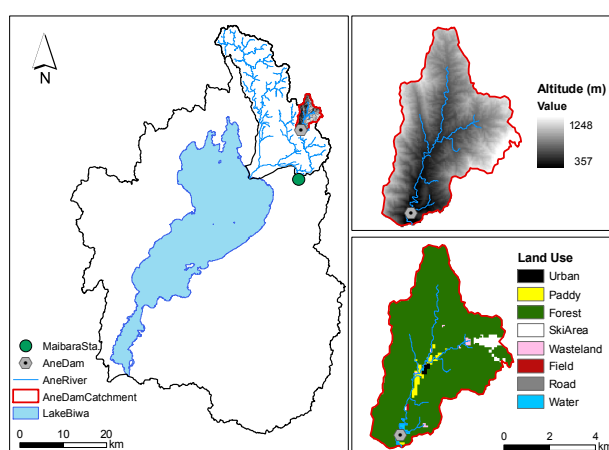 N
MaibaraSta.
AneDam
AneRiver
AneDamCatchment
LakeBiwa
0 10 20
km
Altitude (m)
Value
1248
357
Land Use
Urban
Paddy
Forest
SkiArea
Wasteland
Field
Road
Water
0 2 4
km